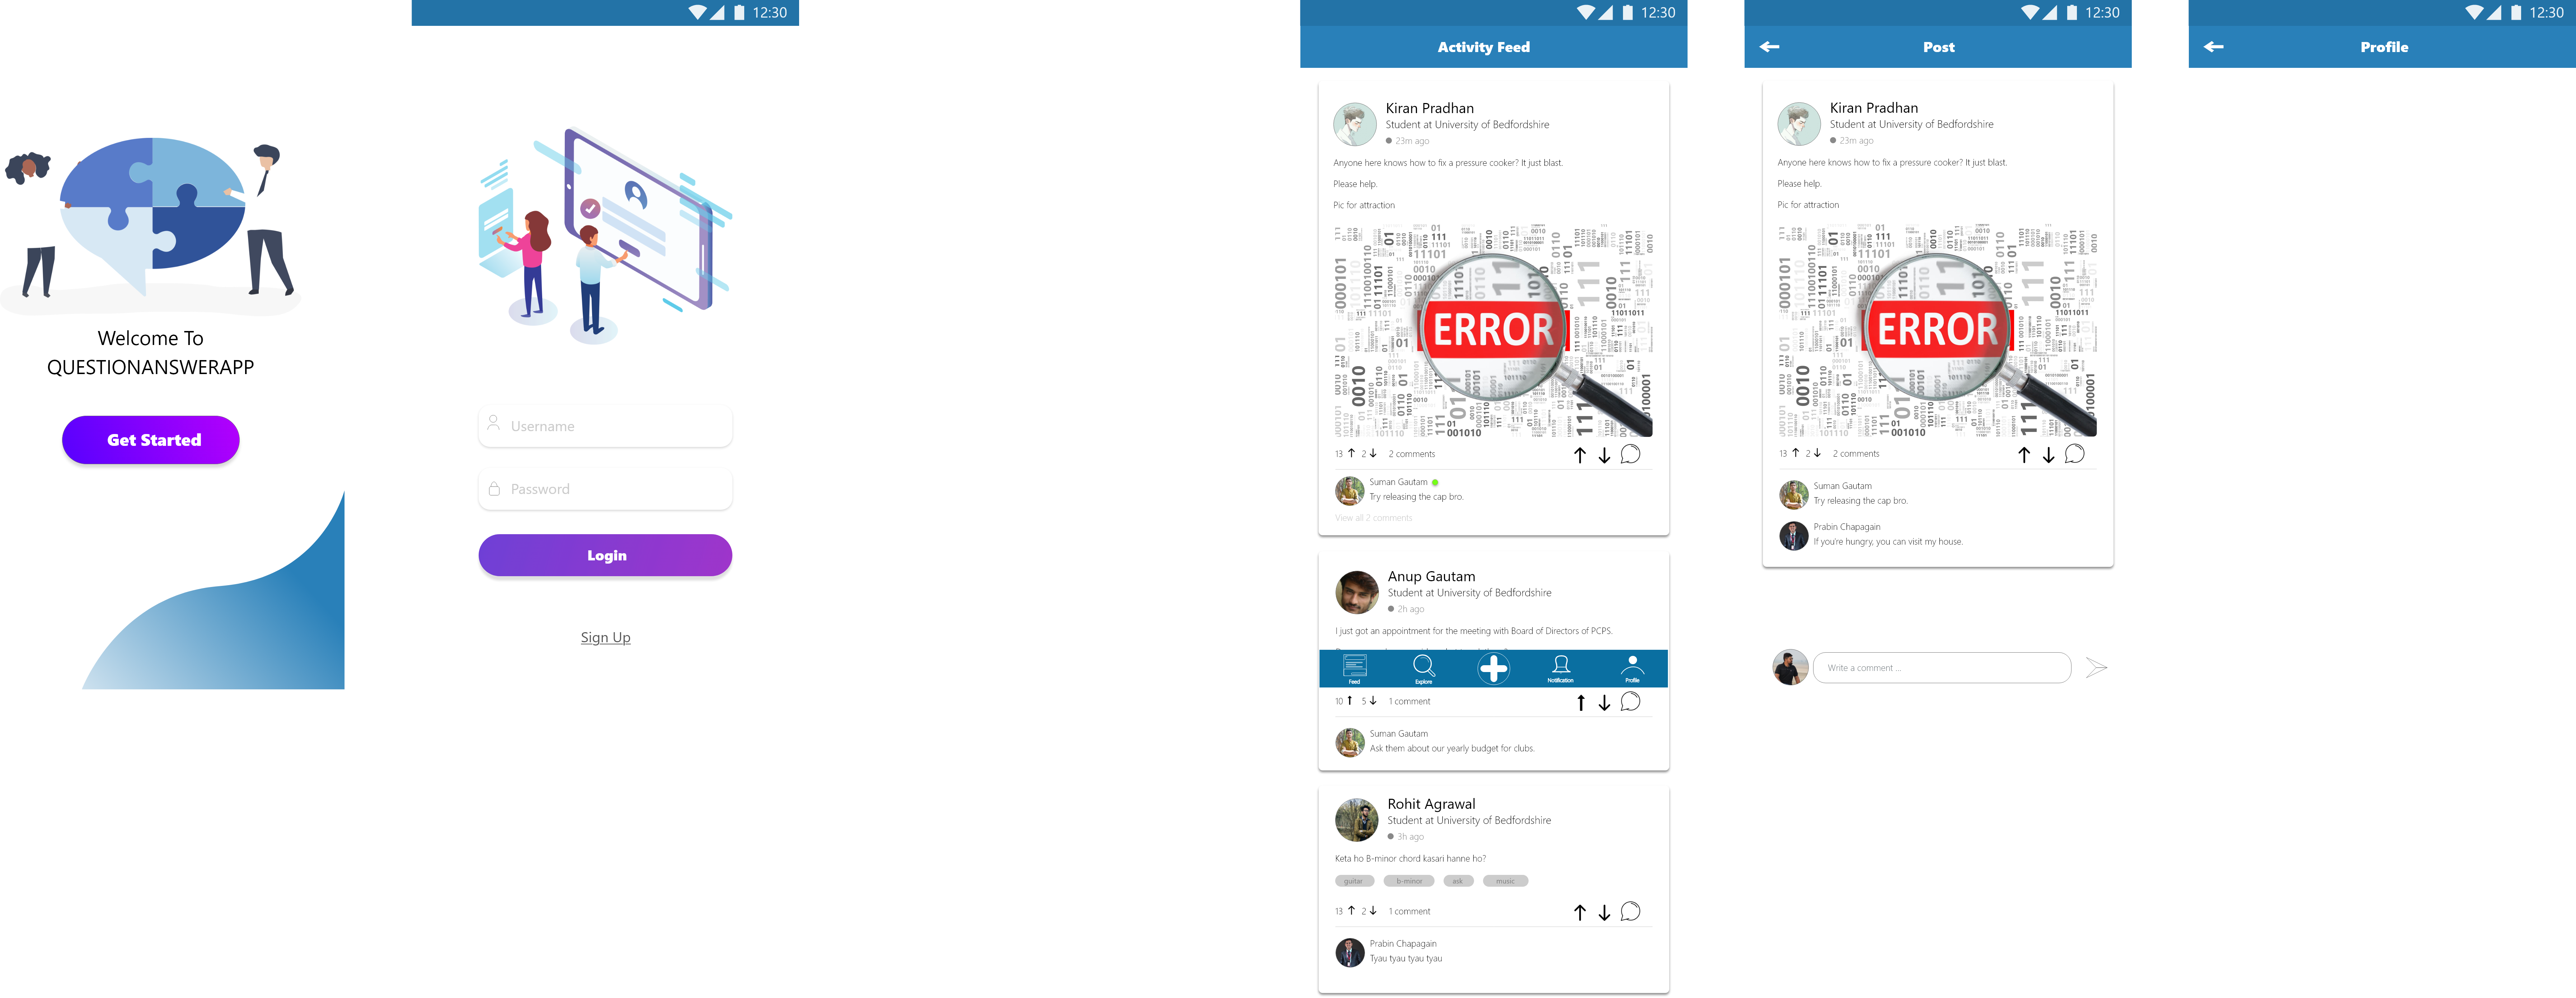 Welcome To
QUESTIONANSWERAPP
Get Started
12:30
Username
Password
Login
Sign Up
12:30
Activity Feed
Kiran Pradhan
Student at University of Bedfordshire
23m ago
Anyone here knows how to fix a pressure cooker? It just blast.
Please help.
Pic for attraction
ERROR
13 2 2 comments
Suman Gautam
Try releasing the cap bro.
View all 2 comments
Anup Gautam
Student at University of Bedfordshire
2h ago
I just got an appointment for the meeting with Board of Directors of PCPS.
Feed Explore Notification Profile
10 5 1 comment
Suman Gautam
Ask them about our yearly budget for clubs.
Rohit Agrawal
Student at University of Bedfordshire
3h ago
Keta ho B-minor chord kasari hanne ho?
guitar b-minor ask music
13 2 1 comment
Prabin Chapagain
Tyau tyau tyau tyau
12:30
Post
Kiran Pradhan
Student at University of Bedfordshire
23m ago
Anyone here knows how to fix a pressure cooker? It just blast.
Please help.
Pic for attraction
ERROR
13 2 2 comments
Suman Gautam
Try releasing the cap bro.
Prabin Chapagain
If you're hungry, you can visit my house.
Write a comment ...
12:30
Profile